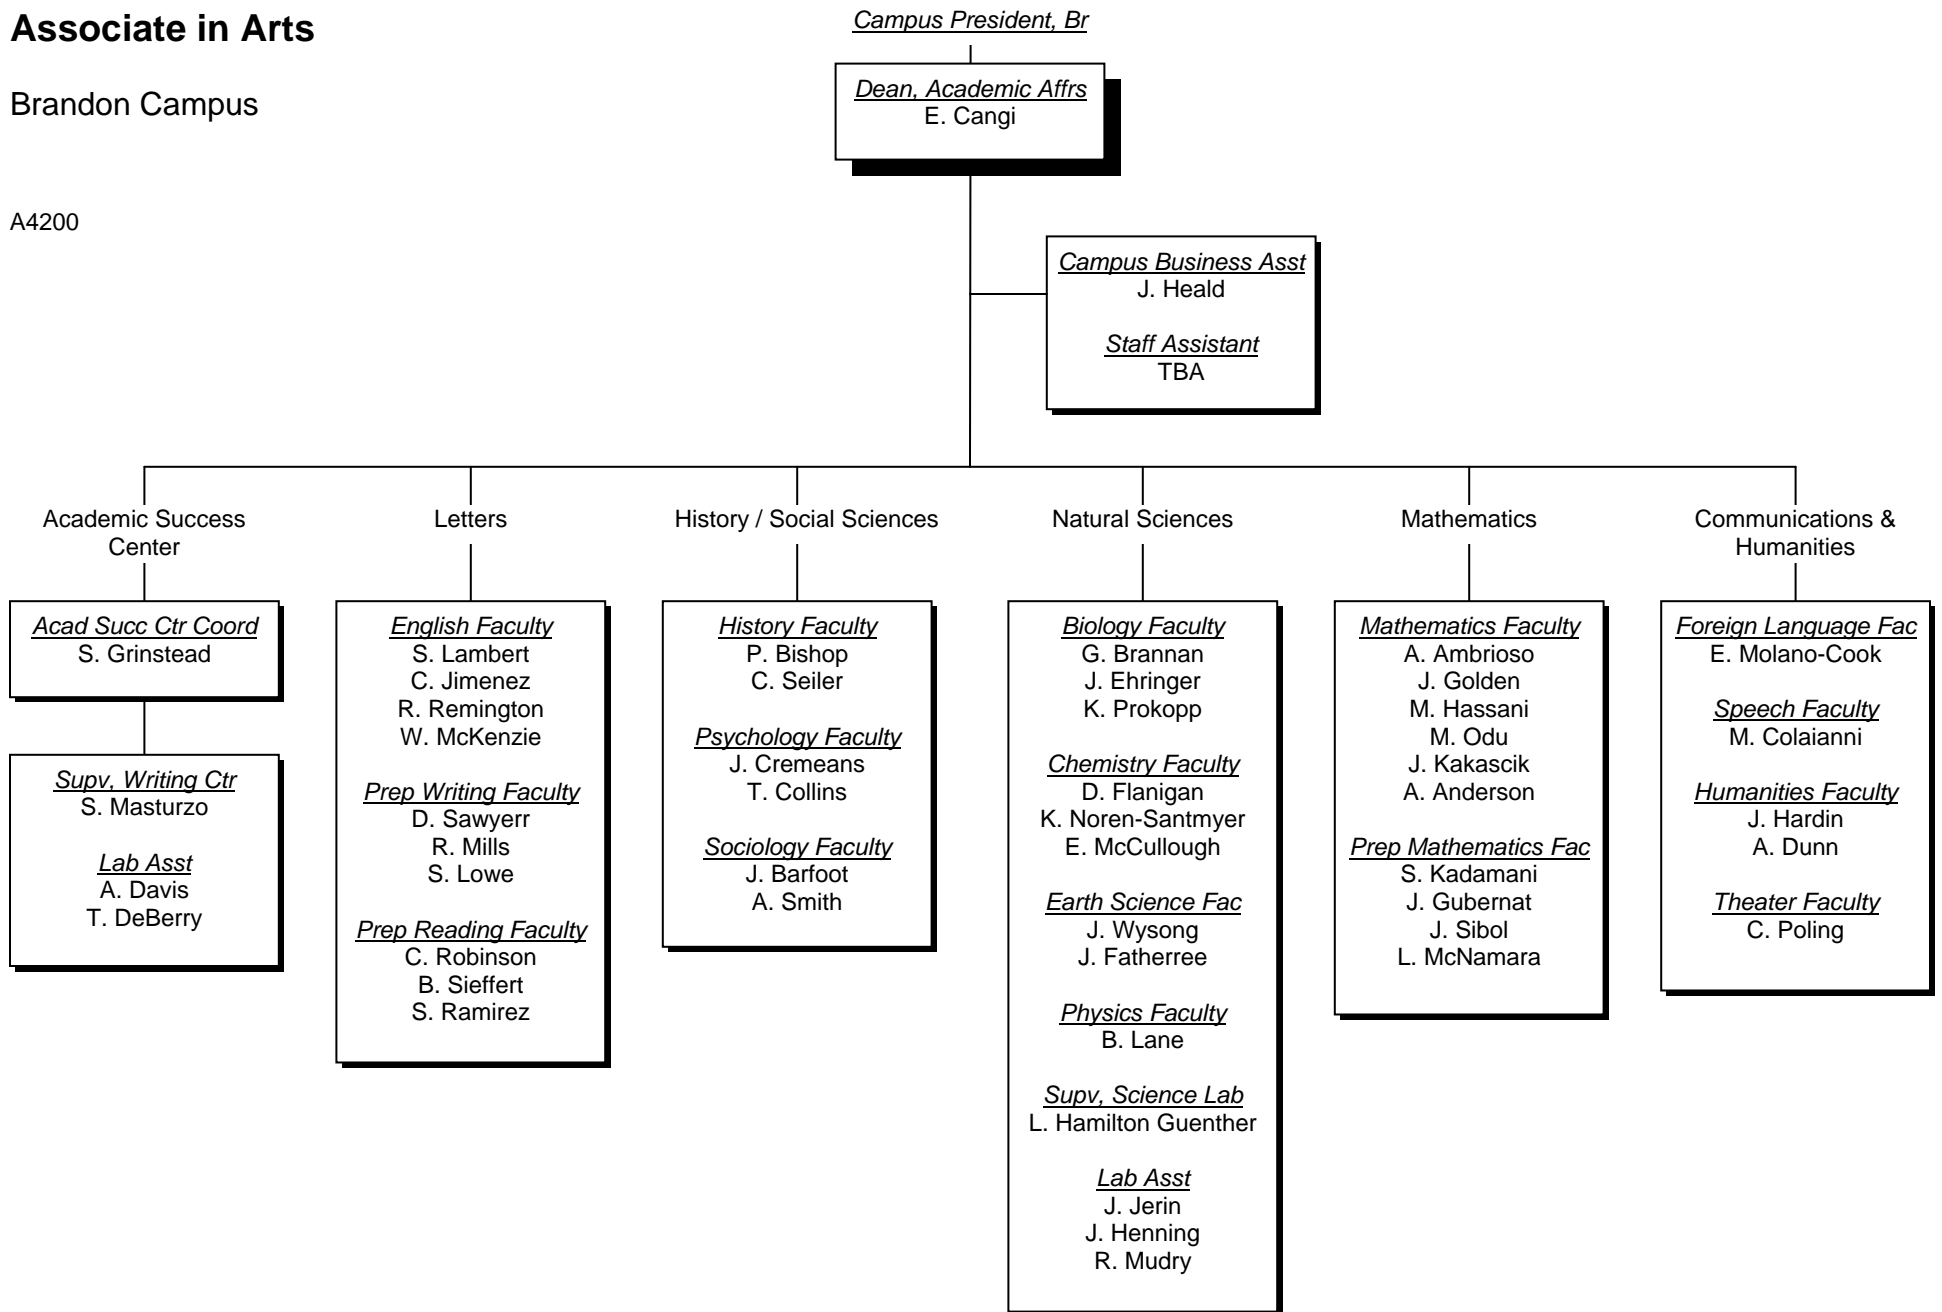 Associate in Arts
Brandon Campus
A4200
Campus President, Br
Dean, Academic Affrs
E. Cangi
Campus Business Asst
J. Heald
Staff Assistant
TBA
Academic Success
Center
Acad Succ Ctr Coord
S. Grinstead
Supv, Writing Ctr
S. Masturzo
Lab Asst
A. Davis
T. DeBerry
Letters
English Faculty
S. Lambert
C. Jimenez
R. Remington
W. McKenzie
Prep Writing Faculty
D. Sawyerr
R. Mills
S. Lowe
Prep Reading Faculty
C. Robinson
B. Sieffert
S. Ramirez
History / Social Sciences
History Faculty
P. Bishop
C. Seiler
Psychology Faculty
J. Cremeans
T. Collins
Sociology Faculty
J. Barfoot
A. Smith
Natural Sciences
Biology Faculty
G. Brannan
J. Ehringer
K. Prokopp
Chemistry Faculty
D. Flanigan
K. Noren-Santmyer
E. McCullough
Earth Science Fac
J. Wysong
J. Fatherree
Physics Faculty
B. Lane
Supv, Science Lab
L. Hamilton Guenther
Lab Asst
J. Jerin
J. Henning
R. Mudry
Mathematics
Mathematics Faculty
A. Ambrioso
J. Golden
M. Hassani
M. Odu
J. Kakascik
A. Anderson
Prep Mathematics Fac
S. Kadamani
J. Gubernat
J. Sibol
L. McNamara
Communications &
Humanities
Foreign Language Fac
E. Molano-Cook
Speech Faculty
M. Colaianni
Humanities Faculty
J. Hardin
A. Dunn
Theater Faculty
C. Poling